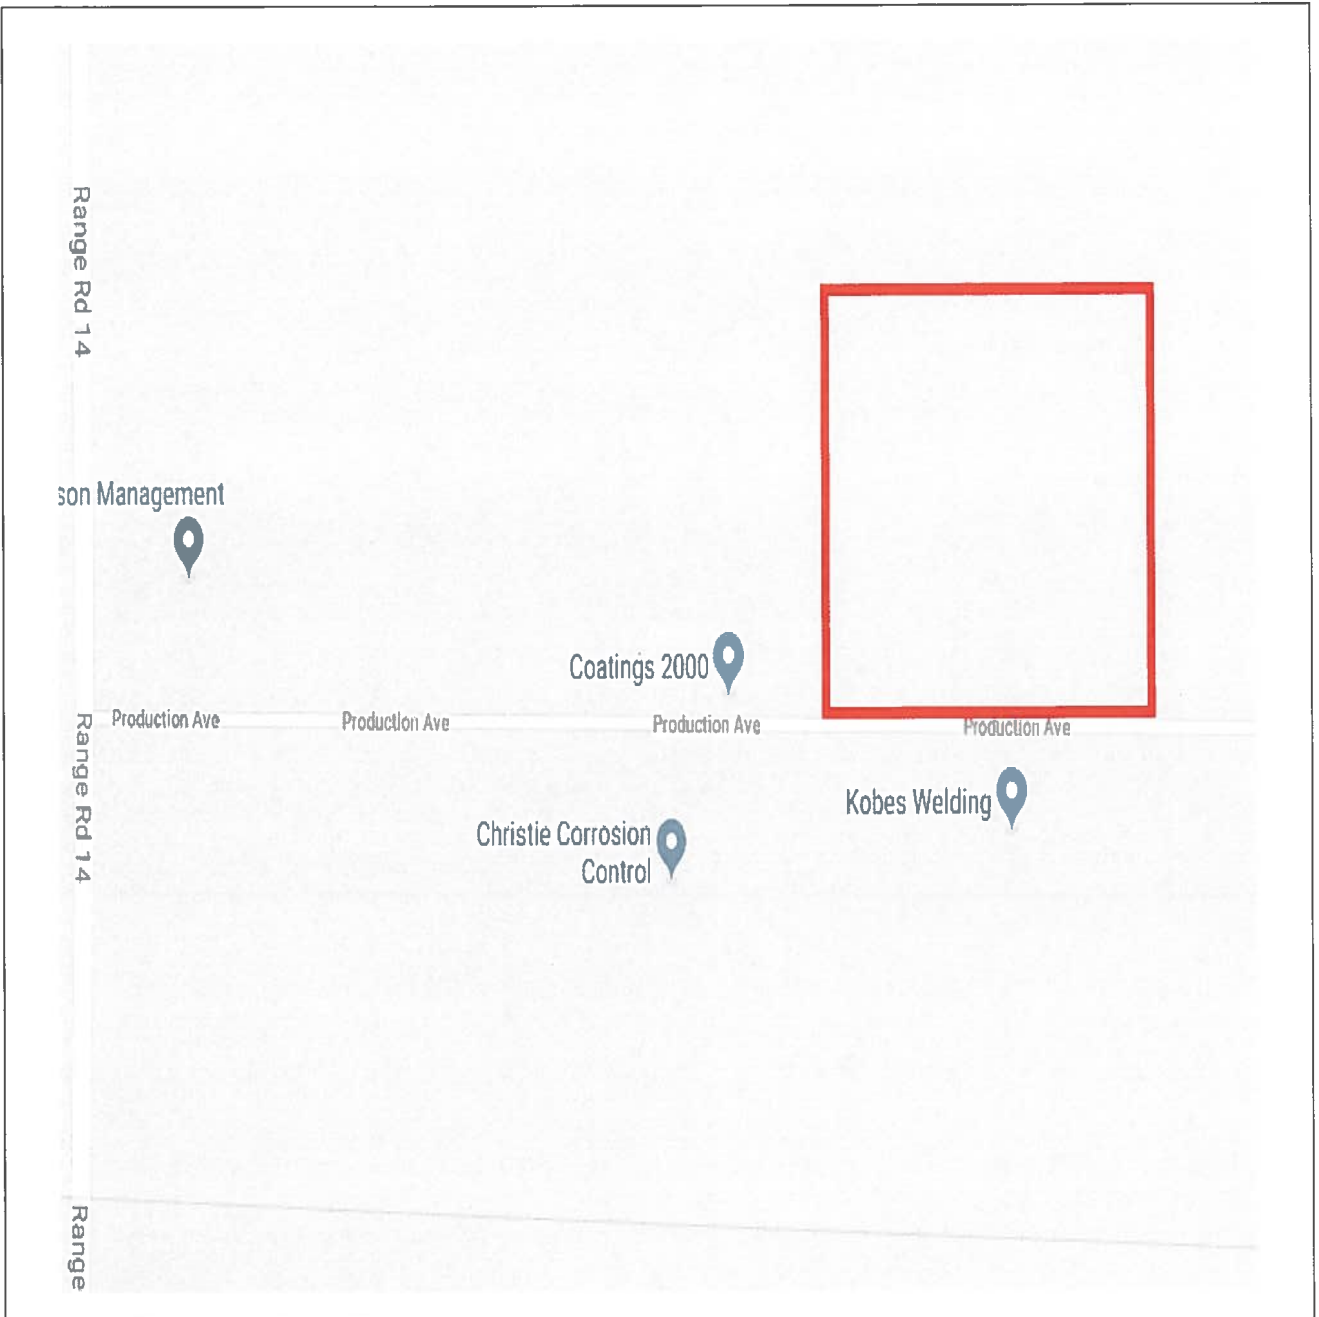 Range Rd 14
son Management
Coatings 2000
Production Ave
Production Ave
Production Ave
Production Ave
Range Rd 14
Kobes Welding
Christie Corrosion
Control
Range